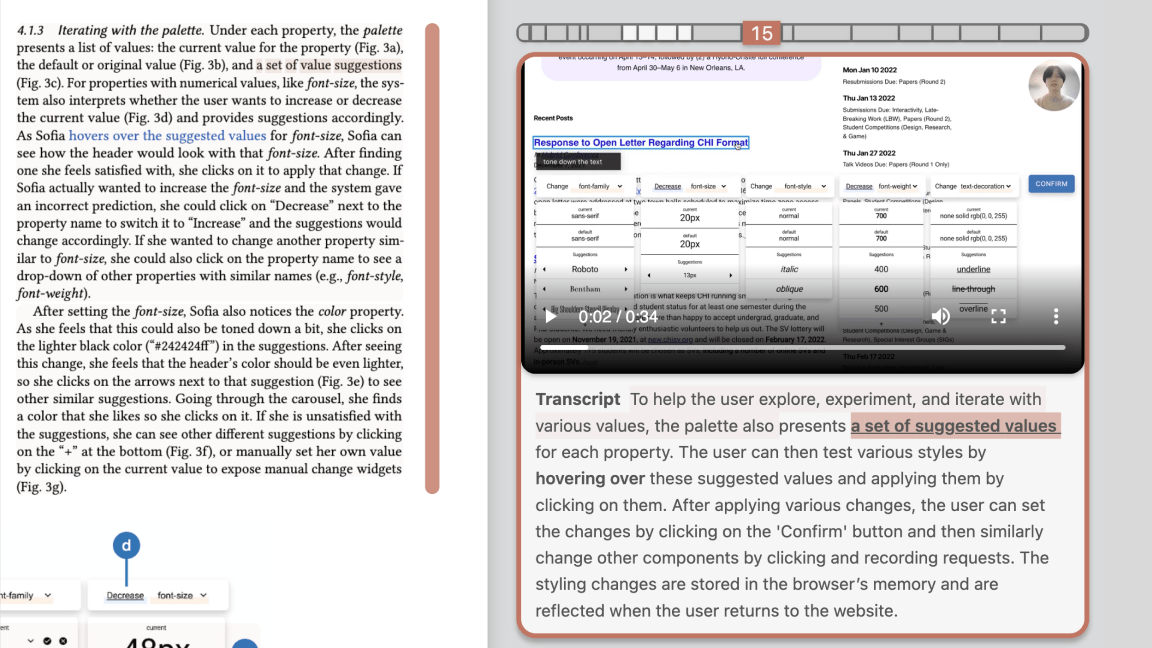 4.1.3 Iterating with the palette. Under each property, the palette
presents a list of values: the current value for the property (Fig. 3a),
the default or original value (Fig. 3b), and a set of value suggestions
(Fig. 3c). For properties with numerical values, like font-size, the sys-
tem also interprets whether the user wants to increase or decrease
the current value (Fig. 3d) and provides suggestions accordingly.
As Sofia hovers over the suggested values for font-size, Sofia can
see how the header would look with that font-size. After finding
one she feels satisfied with, she clicks on it to apply that change. If
Sofia actually wanted to increase the font-size and the system gave
an incorrect prediction, she could click on “Decrease” next to the
property name to switch it to “Increase” and the suggestions would
change accordingly. If she wanted to change another property sim-
ilar to font-size, she could also click on the property name to see a
drop-down of other properties with similar names (e.g., font-style,
font-weight).
After setting the font-size, Sofia also notices the color property.
As she feels that this could also be toned down a bit, she clicks on
the lighter black color (“#242424ff”) in the suggestions. After seeing
this change, she feels that the header’s color should be even lighter,
so she clicks on the arrows next to that suggestion (Fig. 3e) to see
other similar suggestions. Going through the carousel, she finds
a color that she likes so she clicks on it. If she is unsatisfied with
the suggestions, she can see other different suggestions by clicking
on the “+” at the bottom (Fig. 3f), or manually set her own value
by clicking on the current value to expose manual change widgets
(Fig. 3g).
d
nt-family
Decrease font-size
ent
current
48px
15
from April 30–May 6 in New Orleans, LA.
Mon Jan 10 2022
Resubmissions Due: Papers (Round 2)
Thu Jan 13 2022
Submissions Due: Interactivity, Late-
Breaking Work (LBW), Papers (Round 2),
Student Competitions (Design, Research,
& Game)
Thu Jan 27 2022
Talk Videos Due: Papers (Round 1 Only)
Recent Posts
Response to Open Letter Regarding CHI Format
tone down the text
Change font-family
Decrease font-size
Change font-style
Decrease font-weight
Change text-decoration
CONFIRM
current
sans-serif
default
sans-serif
Suggestions
Roboto
Bentham
current
20px
default
20px
Suggestions
13px
current
normal
default
normal
Suggestions
italic
oblique
current
700
default
700
Suggestions
400
600
500
current
none solid rgb(0, 0, 255)
default
none solid rgb(0, 0, 255)
Suggestions
underline
line-through
overline
0:02 / 0:34
Transcript To help the user explore, experiment, and iterate with
various values, the palette also presents a set of suggested values
for each property. The user can then test various styles by
hovering over these suggested values and applying them by
clicking on them. After applying various changes, the user can set
the changes by clicking on the 'Confirm' button and then similarly
change other components by clicking and recording requests. The
styling changes are stored in the browser’s memory and are
reflected when the user returns to the website.